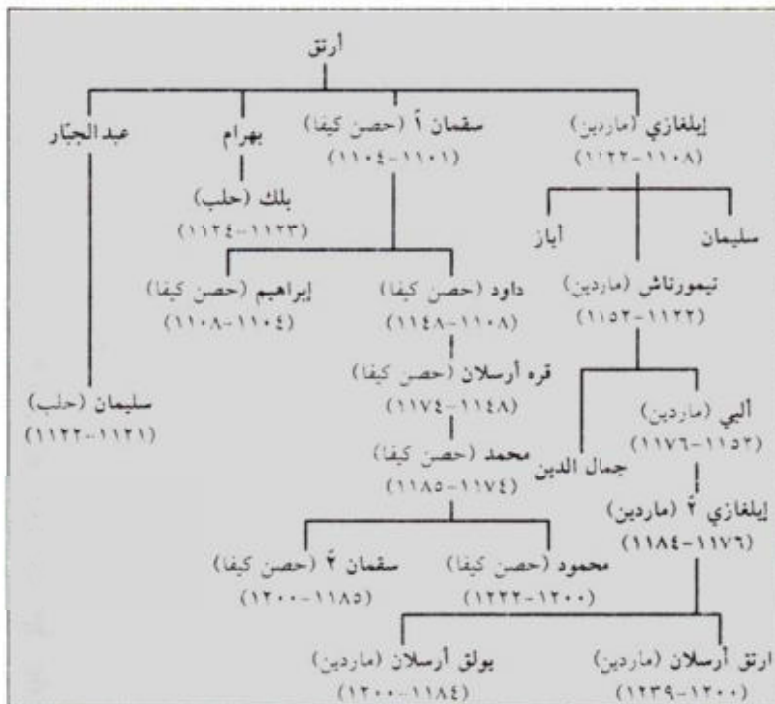 أرتق
إيلغازي (ماردين)
(١١٠٨-١١٢٢)
سقمان أ (حصن كيفا)
(١١٠١-١١٠٤)
بهرام
عبد الجبّار
بلك (حلب)
(١١٢٣-١١٢٤)
سليمان
أياز
تيمورتاش (ماردين)
(١١٢٢-١١٥٢)
داود (حصن كيفا)
(١١٠٨-١١٤٨)
إبراهيم (حصن كيفا)
(١١٠٤-١١٠٨)
قره أرسلان (حصن كيفا)
(١١٤٨-١١٧٤)
سليمان (حلب)
(١١٢١-١١٢٢)
ألبي (ماردين)
(١١٥٢-١١٧٦)
جمال الدين
محمد (حصن كيفا)
(١١٧٤-١١٨٥)
إيلغازي ٢ (ماردين)
(١١٧٦-١١٨٤)
محمود (حصن كيفا)
(١٢٠٠-١٢٢٢)
سقمان ٢ (حصن كيفا)
(١١٨٥-١٢٠٠)
ارتق أرسلان (ماردين)
(١٢٠٠-١٢٣٩)
يولق أرسلان (ماردين)
(١١٨٤-١٢٠٠)